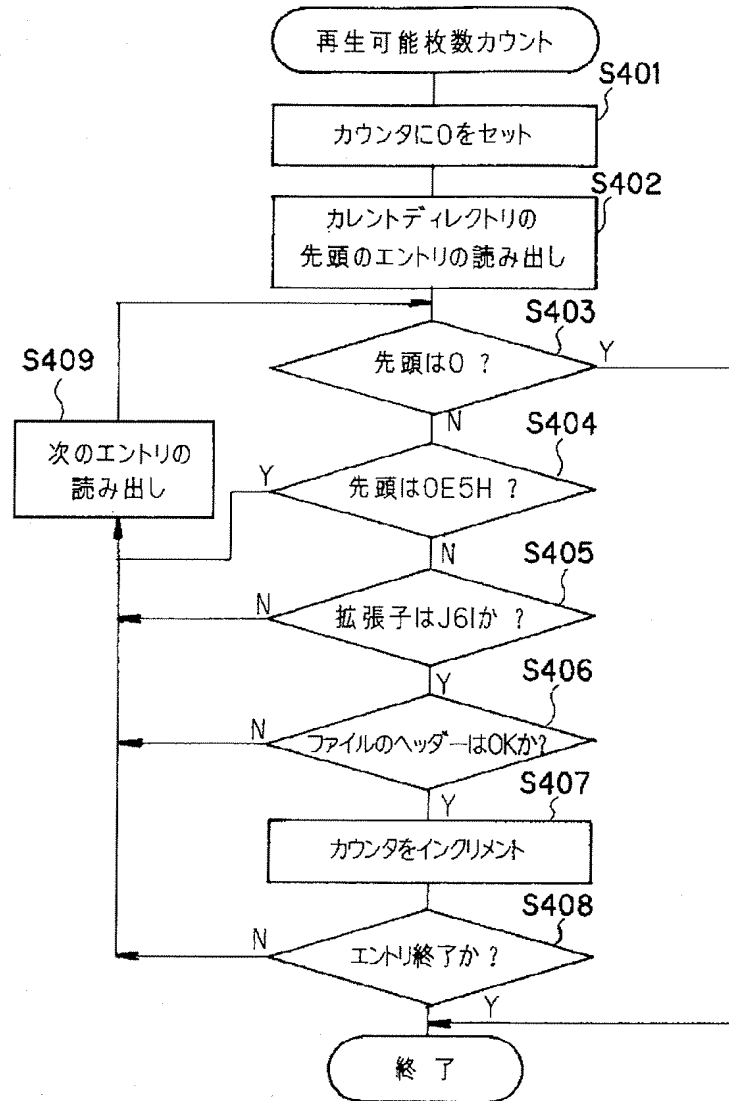 再生可能枚数カウント
S401
カウンタに0をセット
S402
カレントディレクトリの
先頭のエントリの読み出し
S403
先頭は0 ?
Y
N
S409
次のエントリの
読み出し
S404
先頭は0E5H ?
Y
N
S405
拡張子はJ6Iか ?
N
Y
S406
ファイルのヘッダーはOKか?
N
Y
S407
カウンタをインクリメント
S408
エントリ終了か ?
N
Y
終了